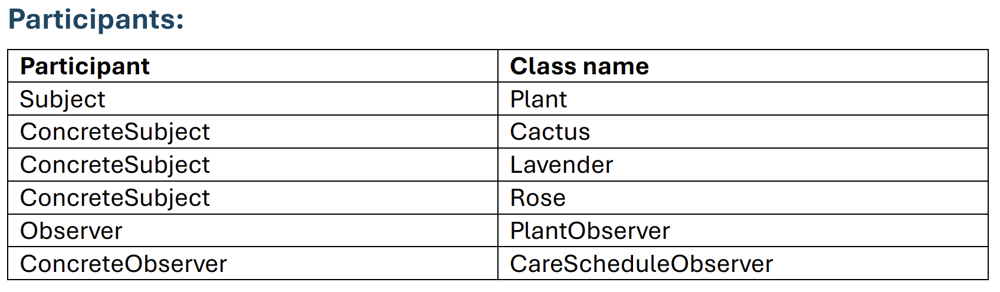 Participants:
Participant Class name
Subject Plant
ConcreteSubject Cactus
ConcreteSubject Lavender
ConcreteSubject Rose
Observer PlantObserver
ConcreteObserver CareScheduleObserver